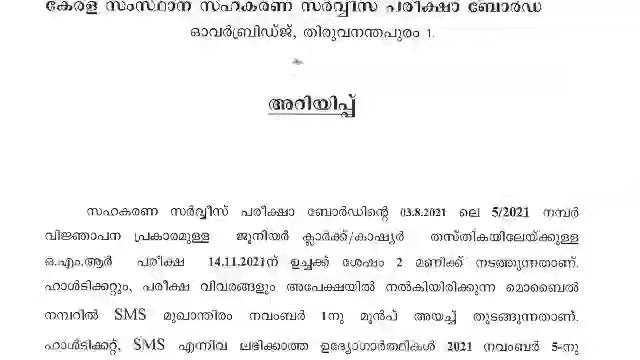 കേരള സംസ്ഥാന സഹകരണ സർവ്വീസ പരീക്ഷാ ബോർഡ
ഓവർബ്രിഡ്ജ്, തിരുവനന്തപുരം 1.
അറിയിപ്പ്
സഹകരണ സർവ്വീസ് പരീക്ഷാ ബോർഡിന്റെ 03.8.2021 ലെ 5/2021 നമ്പർ
വിജ്ഞാപന പ്രകാരമുള്ള ജൂനിയർ ക്ലാർക്ക്/കാഷ്യർ തസ്തികയിലേയ്ക്കുള്ള
ഒ.എം.ആർ പരീക്ഷ 14.11.2021ന് ഉച്ചക്ക് ശേഷം 2 മണിക്ക് നടത്തുന്നതാണ്.
ഹാൾടിക്കറ്റും, പരീക്ഷ വിവരങ്ങളും അപേക്ഷയിൽ നൽകിയിരിക്കുന്ന മൊബൈൽ
നമ്പറിൽ SMS മുഖാന്തിരം നവംബർ 1നു മുൻപ് അയച്ച് തുടങ്ങുന്നതാണ്.
ഹാൾടിക്കറ്റ്, SMS എന്നിവ ലഭിക്കാത്ത ഉദ്യോഗാർത്ഥികൾ 2021 നവംബർ 5-നു